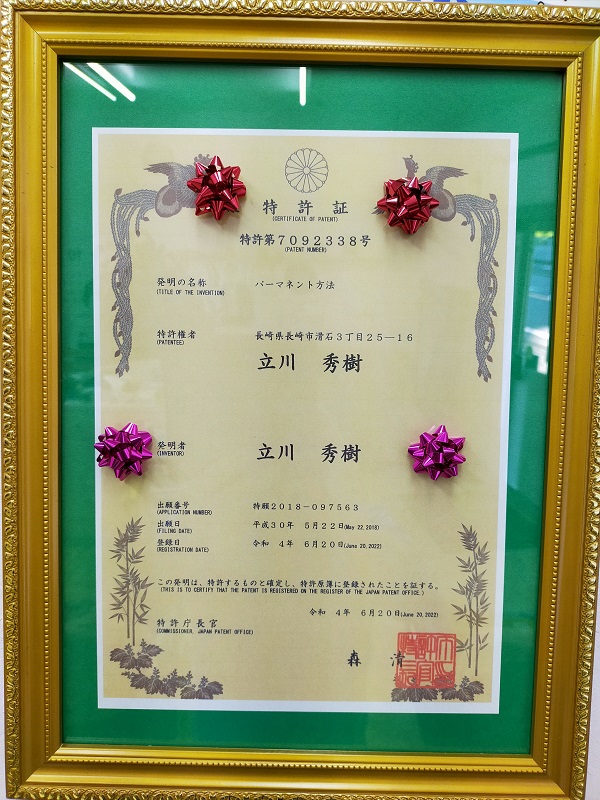 特許証
(CERTIFICATE OF PATENT)
特許第7092338号
(PATENT NUMBER)
発明の名称 パーマネント方法
(TITLE OF THE INVENTION)
特許権者 長崎県長崎市滑石3丁目25—16
(PATENTEE)
立川 秀樹
発明者 立川 秀樹
(INVENTOR)
出願番号 特願2018-097563
(APPLICATION NUMBER)
出願日 平成30年 5月22日(May 22,2018)
(FILING DATE)
登録日 令和 4年 6月20日(June 20,2022)
(REGISTRATION DATE)
この発明は、特許するものと確定し、特許原簿に登録されたことを証する。
(THIS IS TO CERTIFY THAT THE PATENT IS REGISTERED ON THE REGISTER OF THE JAPAN PATENT OFFICE.)
令和 4年 6月20日(June 20,2022)
特許庁長官
(COMMISSIONER, JAPAN PATENT OFFICE)
森 清